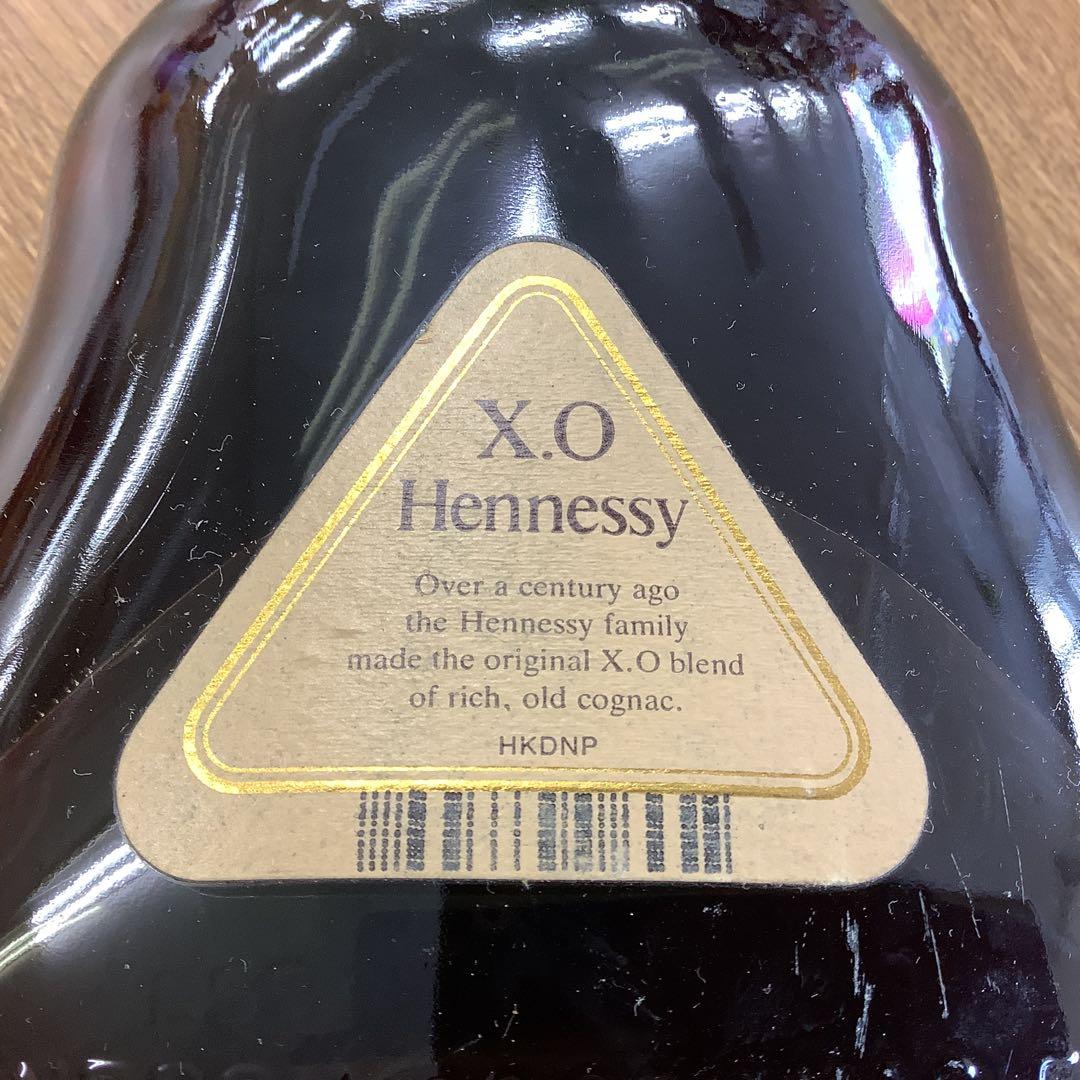 X.O
Hennessy
Over a century ago
the Hennessy family
made the original X.O blend
of rich, old cognac.
HKDNP